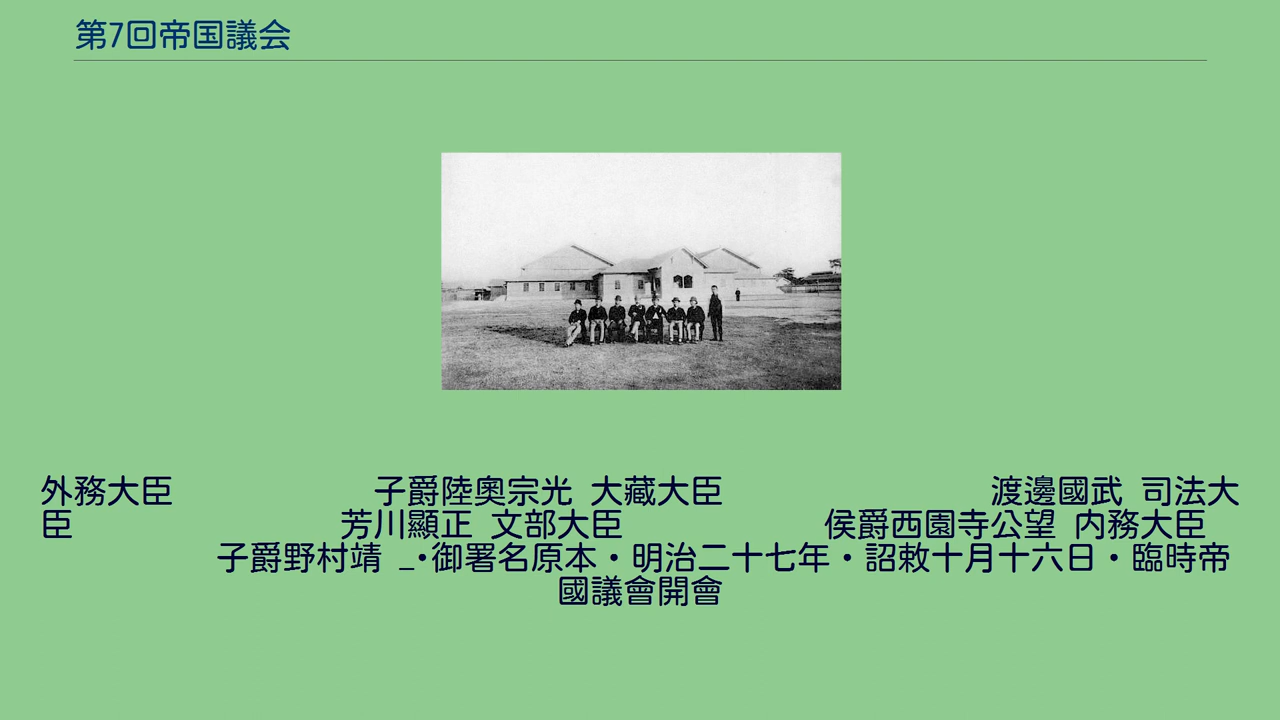 第7回帝国議会
外務大臣　　　　　　子爵陸奥宗光 大藏大臣　　　　　　　　渡邊國武 司法大
臣　　　　　　　　芳川顯正 文部大臣　　　　　　侯爵西園寺公望 内務大臣
子爵野村靖 _•御署名原本・明治二十七年・詔敕十月十六日・臨時帝
國議會開會